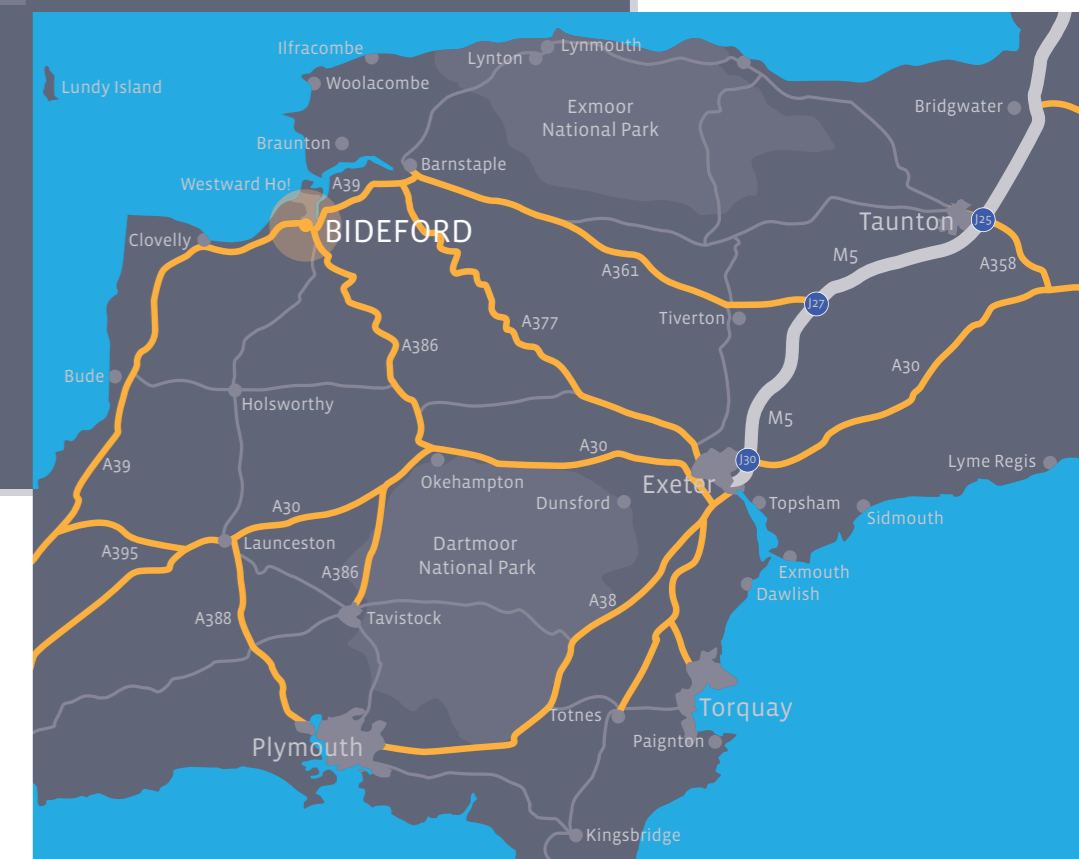 Ilfracombe
Lynmouth
Lynton
Lundy Island
Woolacombe
Exmoor
National Park
Bridgwater
Braunton
Barnstaple
Westward Ho!
A39
Taunton
J25
BIDEFORD
Clovelly
M5
A358
A361
J27
Tiverton
A377
A386
A30
Bude
Holsworthy
M5
A30
J30
Lyme Regis
A39
Okehampton
Exeter
Dunsford
Topsham
A30
Sidmouth
A395
Launceston
Dartmoor
National Park
A386
Exmouth
Dawlish
A38
A388
Tavistock
Torquay
Totnes
Paignton
Plymouth
Kingsbridge